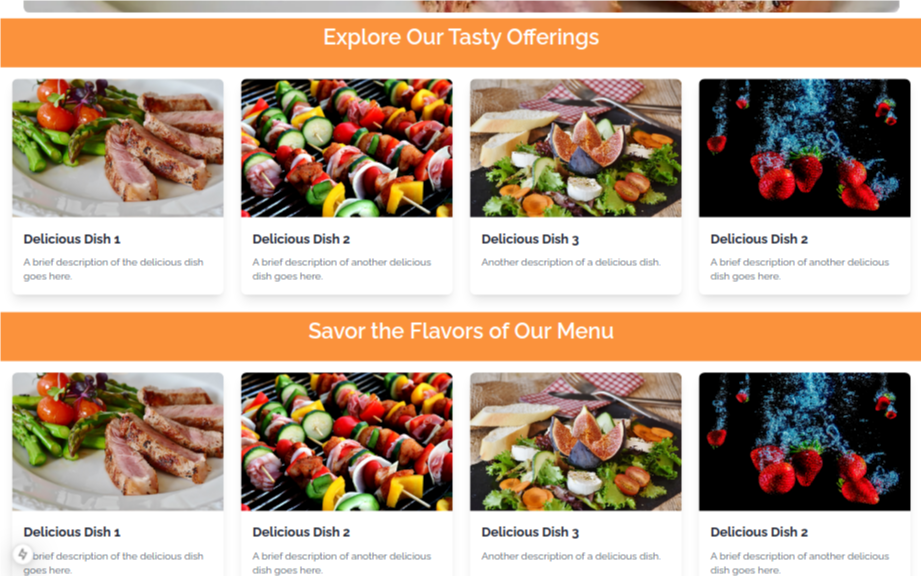 Explore Our Tasty Offerings
Delicious Dish 1
A brief description of the delicious dish
goes here.
Delicious Dish 2
A brief description of another delicious
dish goes here.
Delicious Dish 3
Another description of a delicious dish.
Delicious Dish 2
A brief description of another delicious
dish goes here.
Savor the Flavors of Our Menu
Delicious Dish 1
brief description of the delicious dish
goes here.
Delicious Dish 2
A brief description of another delicious
dish goes here.
Delicious Dish 3
Another description of a delicious dish.
Delicious Dish 2
A brief description of another delicious
dish goes here.